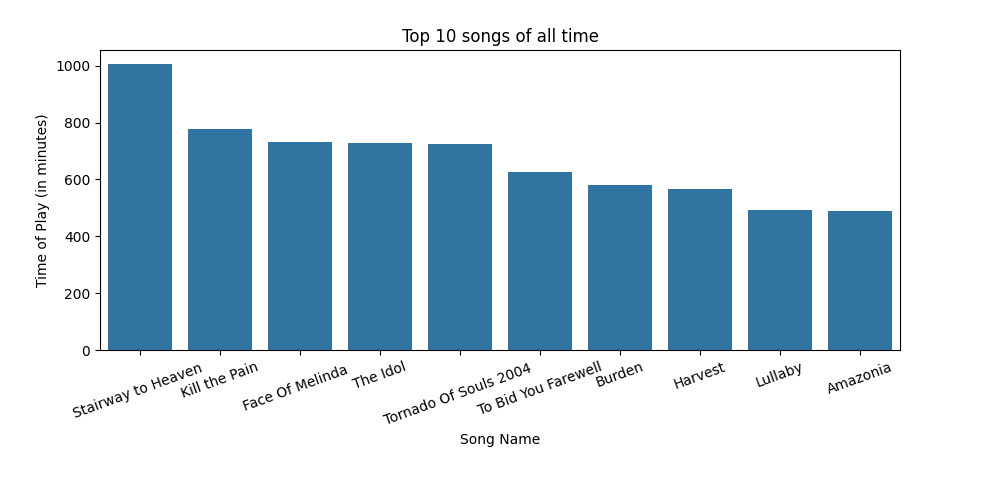 Top 10 songs of all time
Time of Play (in minutes)
1000
800
600
400
200
0
Stairway to Heaven
Kill the Pain
Face Of Melinda
The Idol
Tornado Of Souls 2004
To Bid You Farewell
Burden
Harvest
Lullaby
Amazonia
Song Name